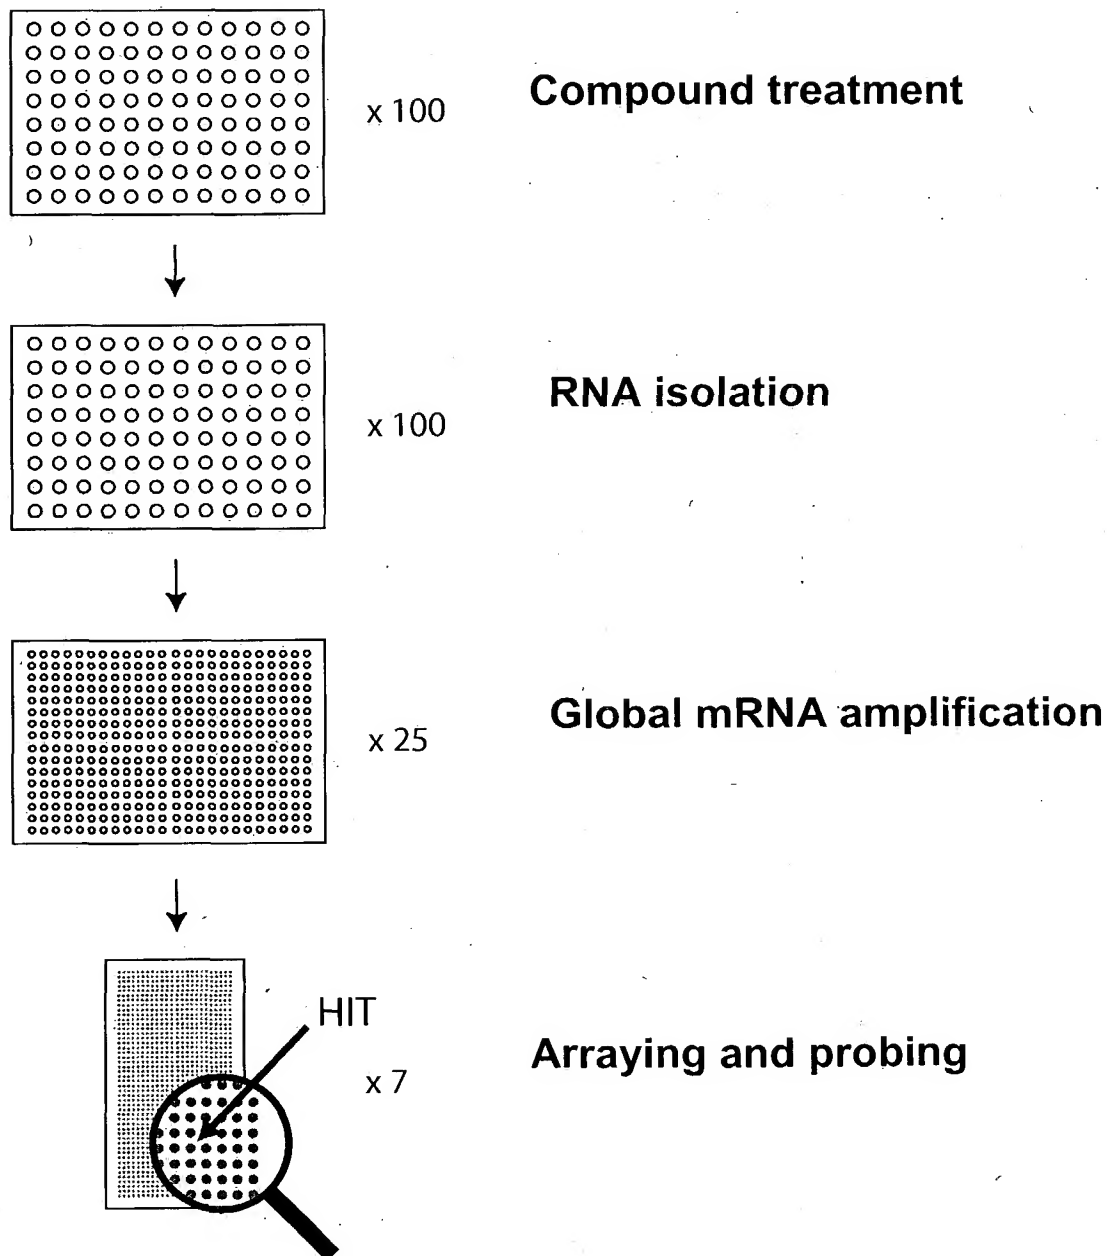 x 100
Compound treatment
x 100
RNA isolation
x 25
Global mRNA amplification
HIT
x 7
Arraying and probing